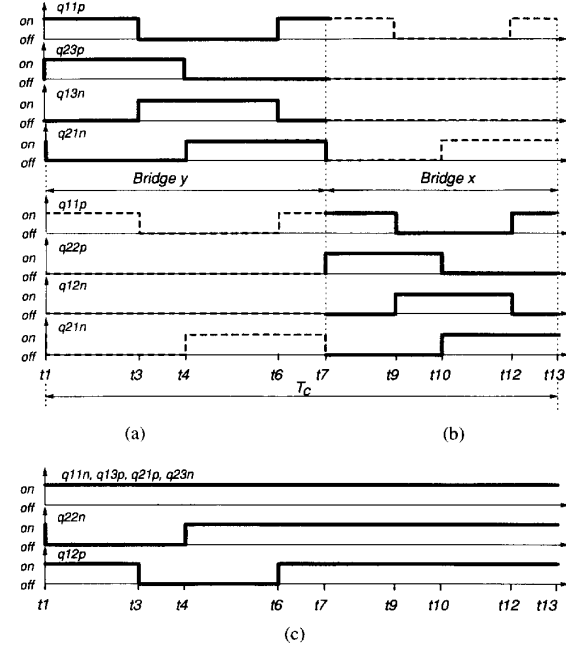 q11p
on
off
q23p
on
off
q13n
on
off
q21n
on
off
Bridge y Bridge x
q11p
on
off
q22p
on
off
q12n
on
off
q21n
on
off
t1 t3 t4 t6 t7 t9 t10 t12 t13
Tc
(a) (b)
q11n, q13p, q21p, q23n
on
off
q22n
on
off
q12p
on
off
t1 t3 t4 t6 t7 t9 t10 t12 t13
(c)